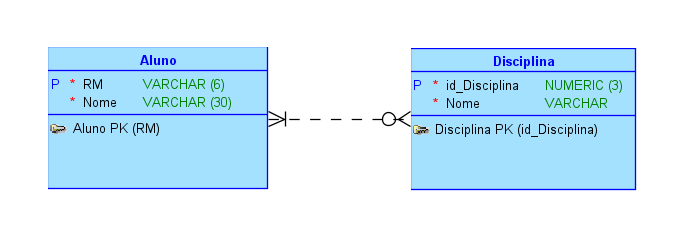 Aluno
P * RM VARCHAR (6)
* Nome VARCHAR (30)
Aluno PK (RM)
Disciplina
P * id_Disciplina NUMERIC (3)
* Nome VARCHAR
Disciplina PK (id_Disciplina)